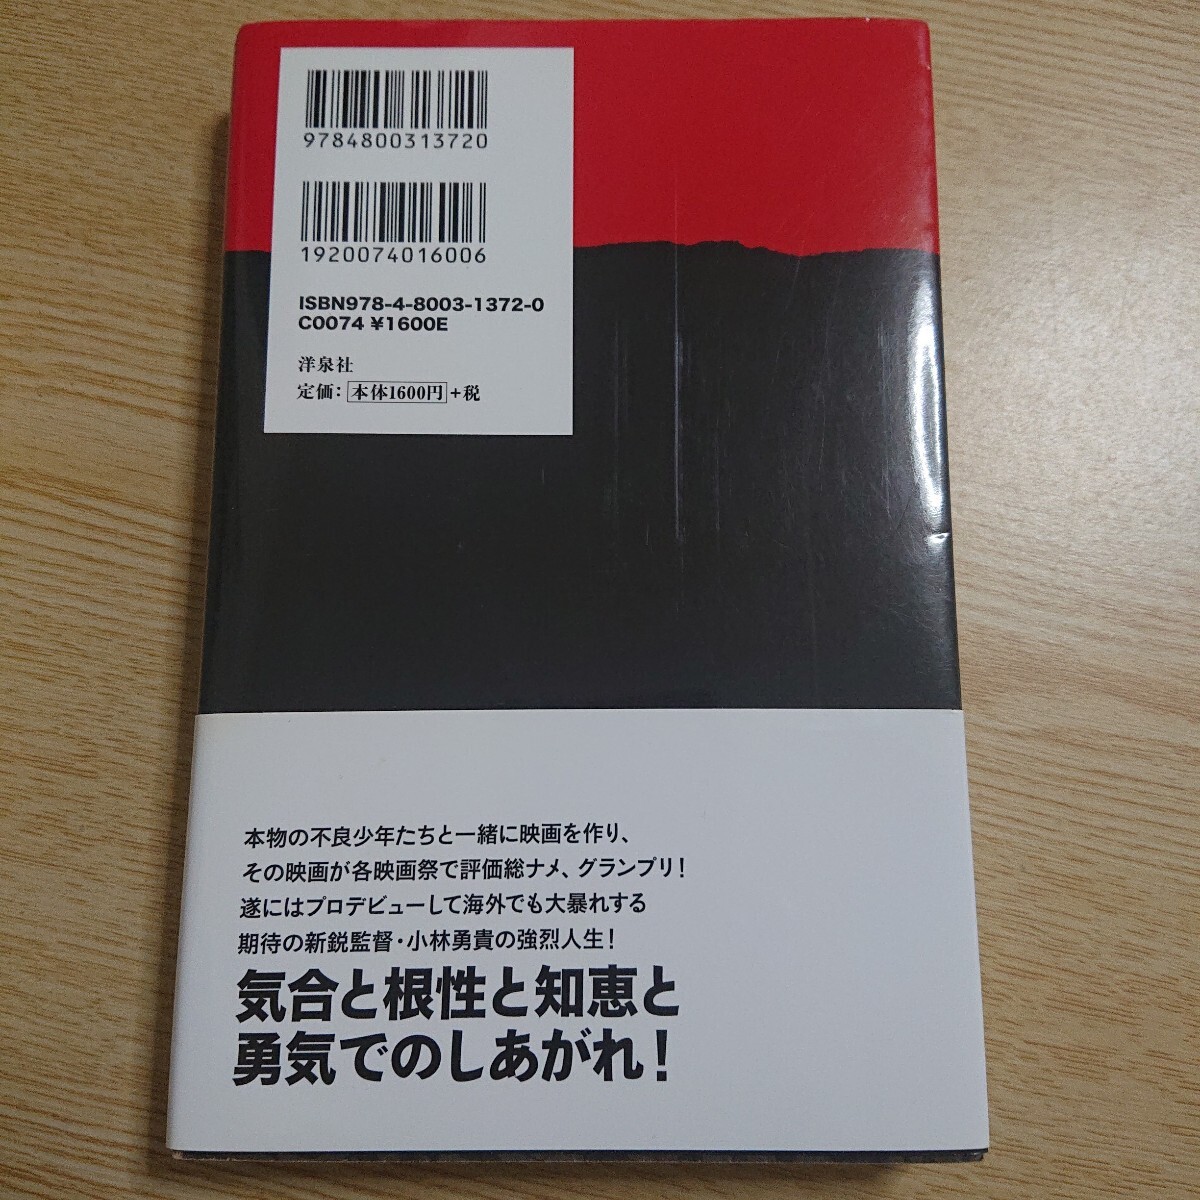 9784800313720
1920074016006
ISBN978-4-8003-1372-0
C0074 ¥1600E
洋泉社
定価：本体1600円+税
本物の不良少年たちと一緒に映画を作り、
その映画が各映画祭で評価総ナメ、グランプリ！
遂にはプロデビューして海外でも大暴れする
期待の新鋭監督・小林勇貴の強烈人生！
気合と根性と知恵と
勇気でのしあがれ！